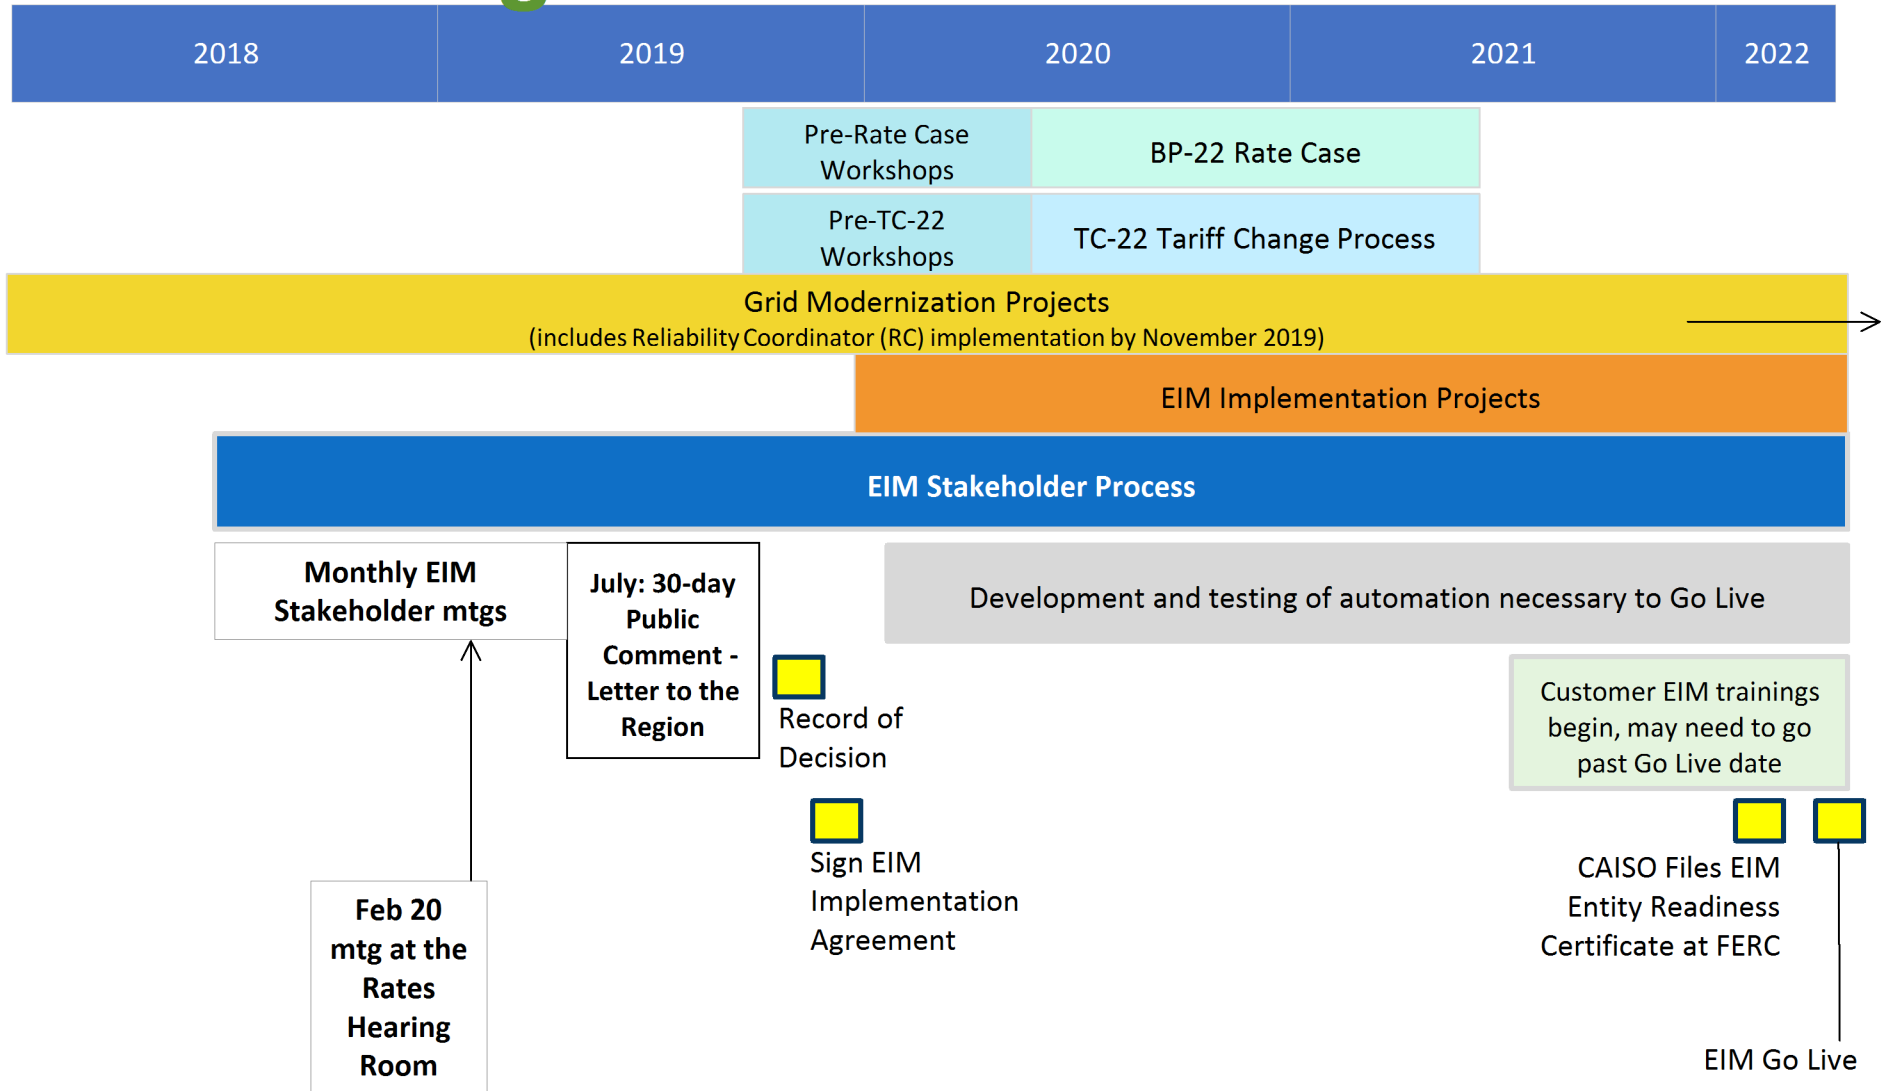 2018
2019
2020
2021
2022
Pre-Rate Case
Workshops
BP-22 Rate Case
Pre-TC-22
Workshops
TC-22 Tariff Change Process
Grid Modernization Projects
(includes Reliability Coordinator (RC) implementation by November 2019)
EIM Implementation Projects
EIM Stakeholder Process
Monthly EIM
Stakeholder mtgs
July: 30-day
Public
Comment -
Letter to the
Region
Development and testing of automation necessary to Go Live
Record of
Decision
Customer EIM trainings
begin, may need to go
past Go Live date
Sign EIM
Implementation
Agreement
CAISO Files EIM
Entity Readiness
Certificate at FERC
Feb 20
mtg at the
Rates
Hearing
Room
EIM Go Live